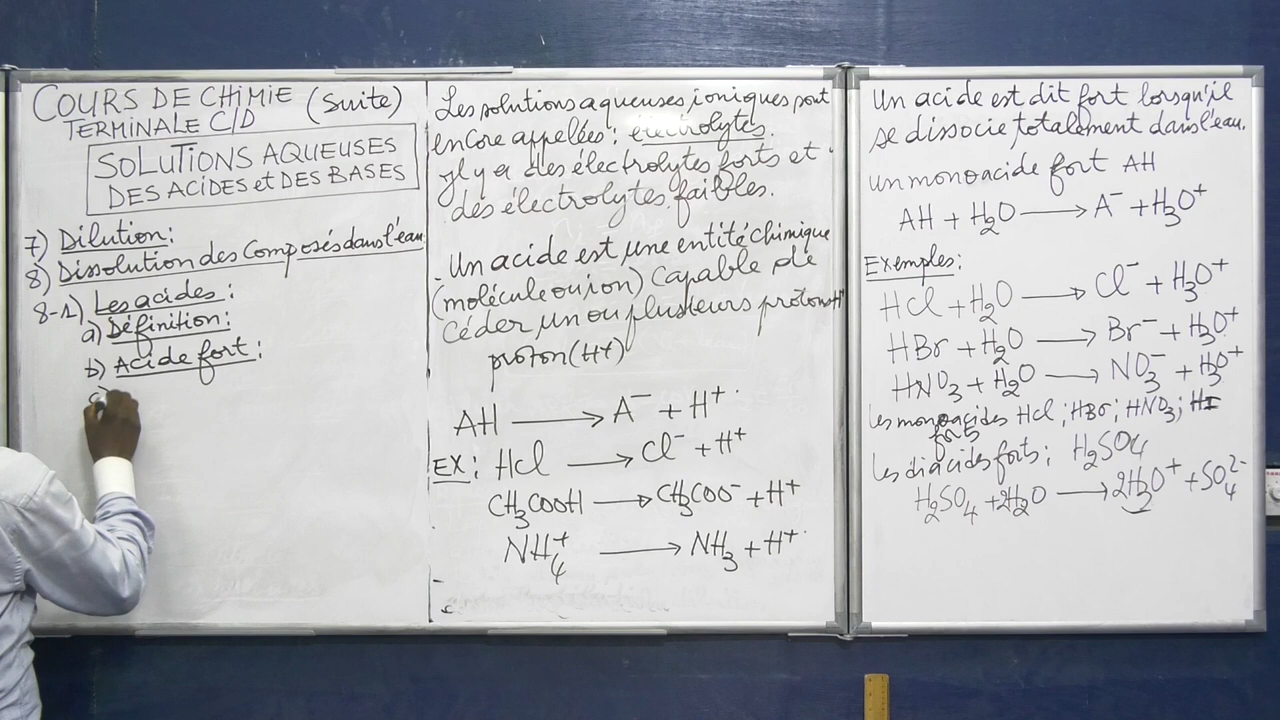 COURS DE CHIMIE (Suite)
TERMINALE C/D
SOLUTIONS AQUEUSES
DES ACIDES et DES BASES
7) Dilution:
8) Dissolution des composés dans l'eau
8-1) Les acides:
a) Définition:
b) Acide fort:
c)
Les solutions aqueuses ioniques sont
encore appelées: électrolytes.
Il y a des électrolytes forts et
des électrolytes faibles.
- Un acide est une entité chimique
(molécule ou ion) capable de
céder un ou plusieurs protons H⁺
proton (H⁺)
AH → A⁻ + H⁺
EX: HCl → Cl⁻ + H⁺
CH₃COOH → CH₃COO⁻ + H⁺
NH₄⁺ → NH₃ + H⁺
Un acide est dit fort lorsqu'il
se dissocie totalement dans l'eau.
un monoacide fort AH
AH + H₂O → A⁻ + H₃O⁺
Exemples:
HCl + H₂O → Cl⁻ + H₃O⁺
HBr + H₂O → Br⁻ + H₃O⁺
HNO₃ + H₂O → NO₃⁻ + H₃O⁺
les monoacides HCl; HBr; HNO₃; HI
forts
les diacides forts; H₂SO₄
H₂SO₄ + 2H₂O → 2H₃O⁺ + SO₄²⁻